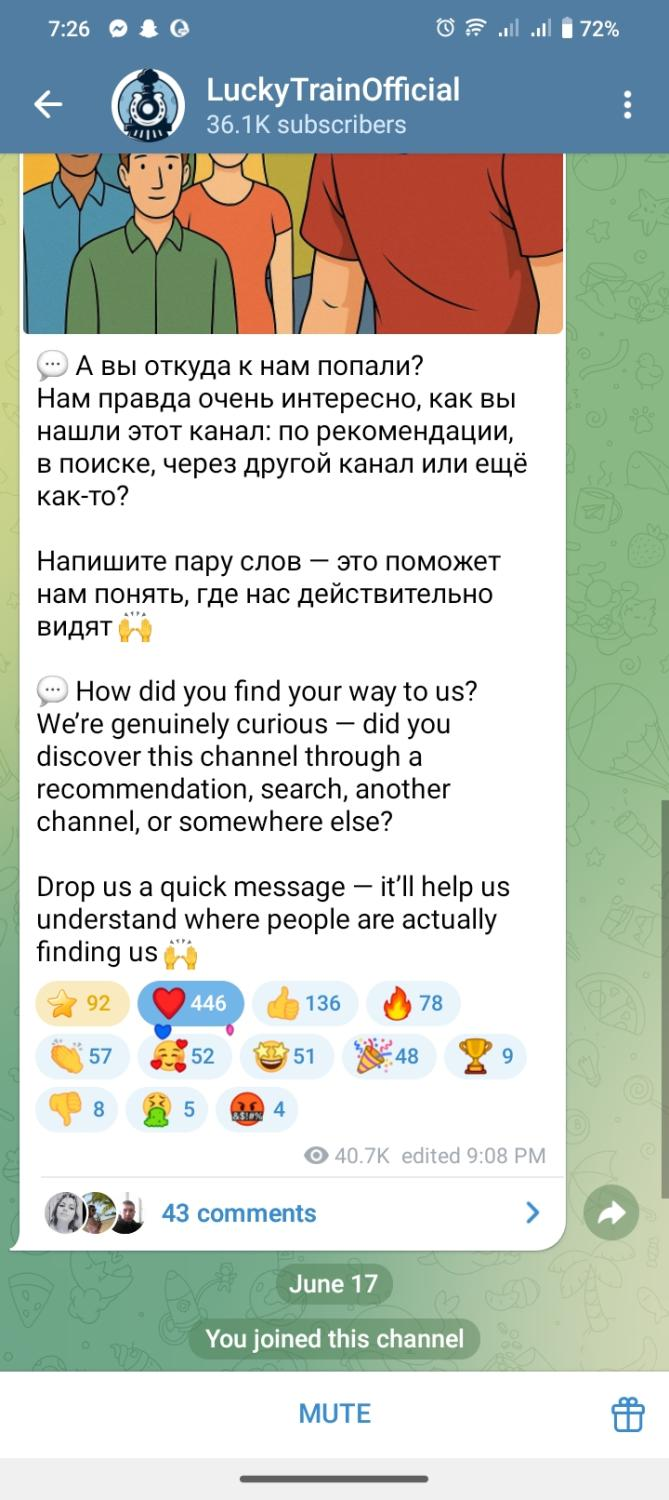 7:26
72%
LuckyTrainOfficial
36.1K subscribers
💬 А вы откуда к нам попали?
Нам правда очень интересно, как вы
нашли этот канал: по рекомендации,
в поиске, через другой канал или ещё
как-то?
Напишите пару слов — это поможет
нам понять, где нас действительно
видят 🙌
💬 How did you find your way to us?
We’re genuinely curious — did you
discover this channel through a
recommendation, search, another
channel, or somewhere else?
Drop us a quick message — it’ll help us
understand where people are actually
finding us 🙌
⭐ 92 ❤️ 446 👍 136 🔥 78
👏 57 🥰 52 🤩 51 🎉 48 🏆 9
👎 8 🤮 5 🤬 4
40.7K edited 9:08 PM
43 comments
June 17
You joined this channel
MUTE